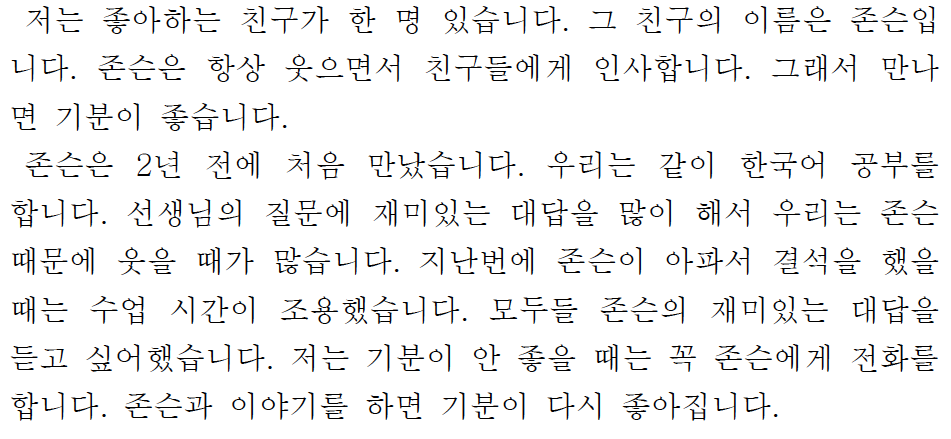 저는 좋아하는 친구가 한 명 있습니다. 그 친구의 이름은 존슨입
니다. 존슨은 항상 웃으면서 친구들에게 인사합니다. 그래서 만나
면 기분이 좋습니다.
존슨은 2년 전에 처음 만났습니다. 우리는 같이 한국어 공부를
합니다. 선생님의 질문에 재미있는 대답을 많이 해서 우리는 존슨
때문에 웃을 때가 많습니다. 지난번에 존슨이 아파서 결석을 했을
때는 수업 시간이 조용했습니다. 모두들 존슨의 재미있는 대답을
듣고 싶어했습니다. 저는 기분이 안 좋을 때는 꼭 존슨에게 전화를
합니다. 존슨과 이야기를 하면 기분이 다시 좋아집니다.